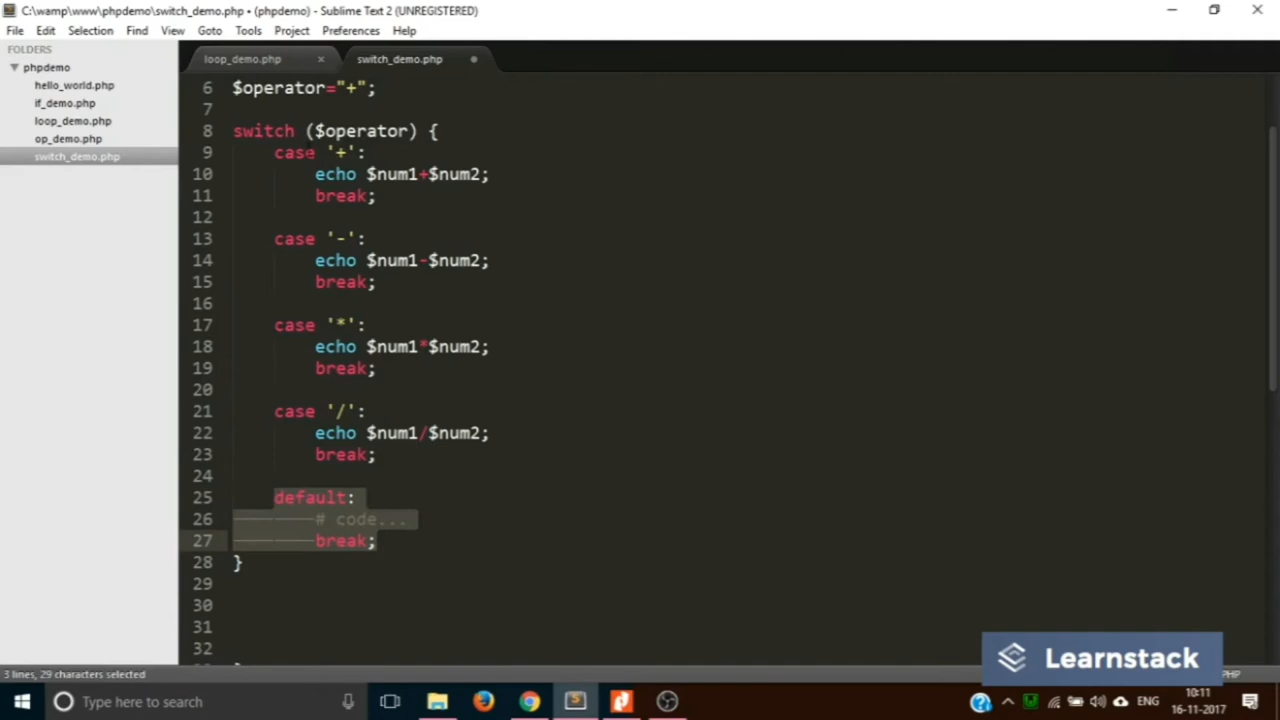 C:\wamp\www\phpdemo\switch_demo.php • (phpdemo) - Sublime Text 2 (UNREGISTERED)
File Edit Selection Find View Goto Tools Project Preferences Help
FOLDERS
phpdemo
hello_world.php
if_demo.php
loop_demo.php
op_demo.php
switch_demo.php
loop_demo.php × switch_demo.php
6 $operator="+";
7
8 switch ($operator) {
9 case '+':
10 echo $num1+$num2;
11 break;
12
13 case '-':
14 echo $num1-$num2;
15 break;
16
17 case '*':
18 echo $num1*$num2;
19 break;
20
21 case '/':
22 echo $num1/$num2;
23 break;
24
25 default:
26 # code...
27 break;
28 }
29
30
31
32
3 lines, 29 characters selected
Learnstack
PHP
Type here to search
ENG
10:11
16-11-2017